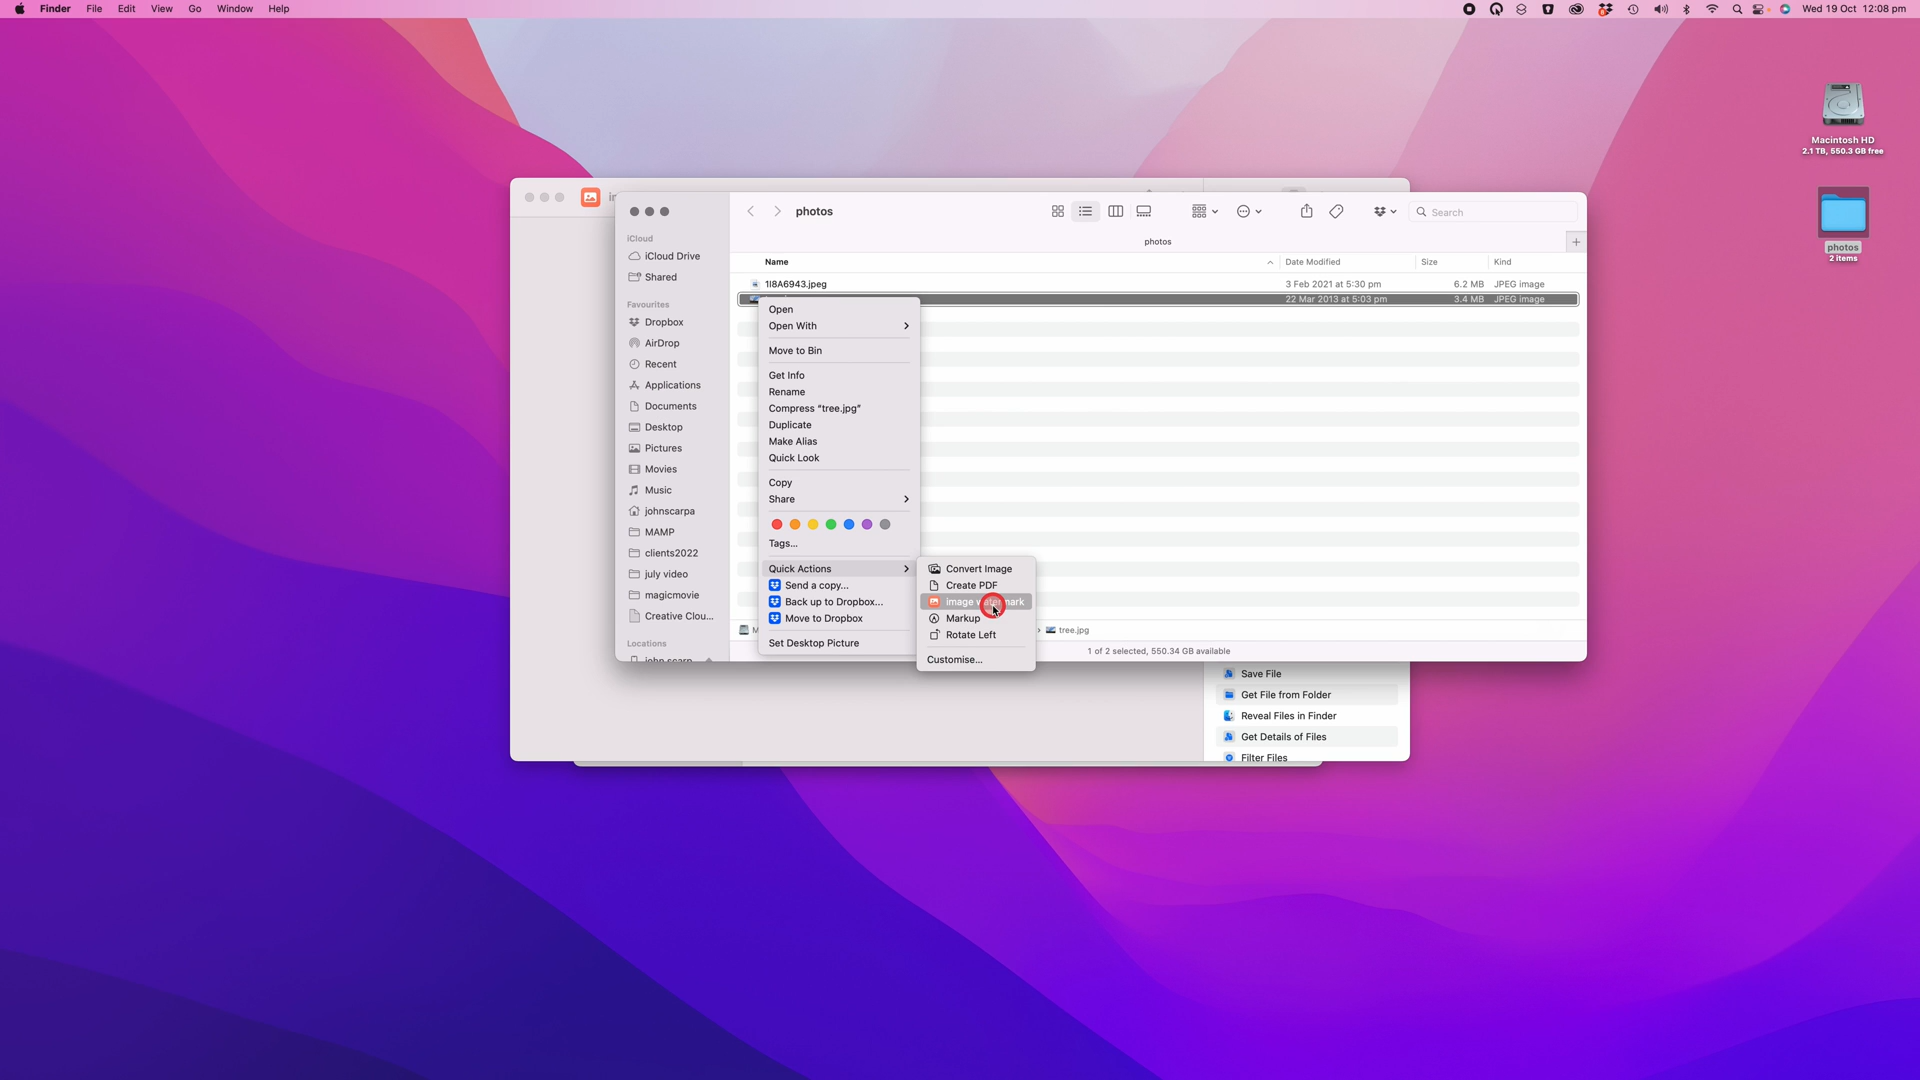 Finder File Edit View Go Window Help Wed 19 Oct 12:08 pm
Macintosh HD
2.1 TB, 550.3 GB free
photos
2 items
photos
Search
photos
iCloud
iCloud Drive
Shared
Favourites
Dropbox
AirDrop
Recent
Applications
Documents
Desktop
Pictures
Movies
Music
johnscarpa
MAMP
clients2022
july video
magicmovie
Creative Clou...
Locations
Name Date Modified Size Kind
1I8A6943.jpeg 3 Feb 2021 at 5:30 pm 6.2 MB JPEG image
22 Mar 2013 at 5:03 pm 3.4 MB JPEG image
Open
Open With
Move to Bin
Get Info
Rename
Compress “tree.jpg”
Duplicate
Make Alias
Quick Look
Copy
Share
Tags...
Quick Actions
Send a copy...
Back up to Dropbox...
Move to Dropbox
Set Desktop Picture
Convert Image
Create PDF
image watermark
Markup
Rotate Left
Customise...
tree.jpg
1 of 2 selected, 550.34 GB available
Save File
Get File from Folder
Reveal Files in Finder
Get Details of Files
Filter Files